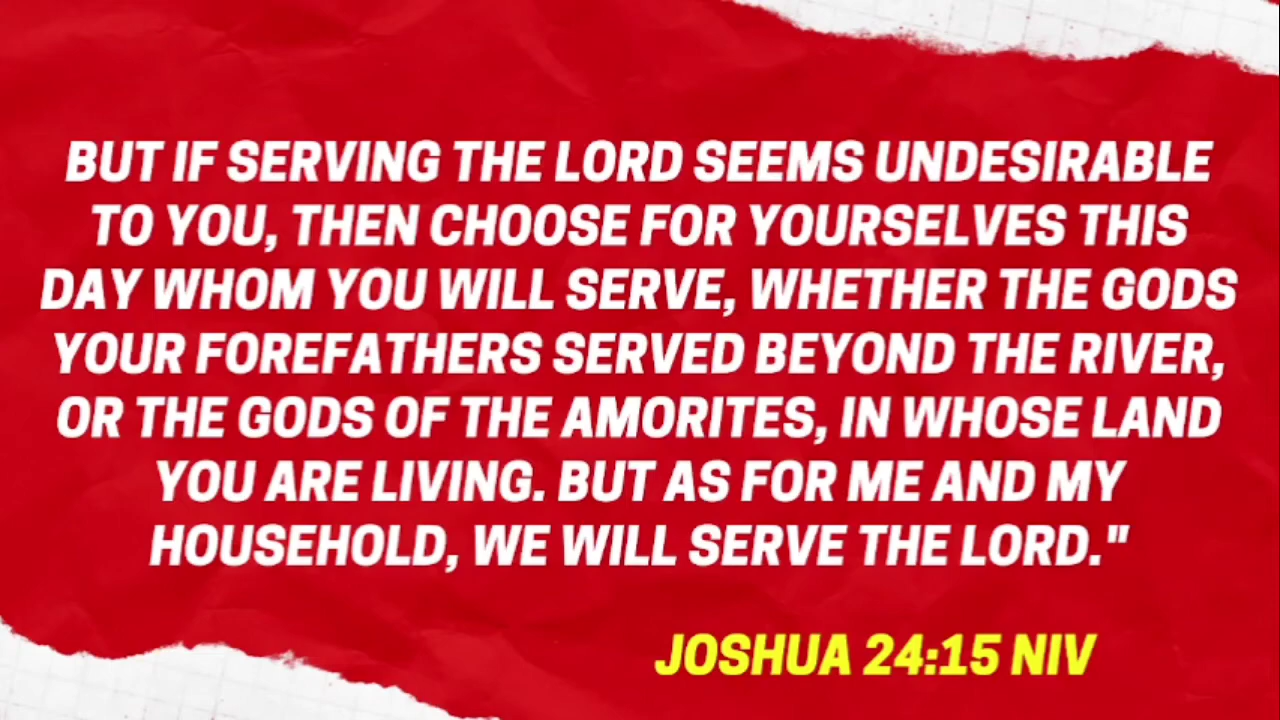 BUT IF SERVING THE LORD SEEMS UNDESIRABLE
TO YOU, THEN CHOOSE FOR YOURSELVES THIS
DAY WHOM YOU WILL SERVE, WHETHER THE GODS
YOUR FOREFATHERS SERVED BEYOND THE RIVER,
OR THE GODS OF THE AMORITES, IN WHOSE LAND
YOU ARE LIVING. BUT AS FOR ME AND MY
HOUSEHOLD, WE WILL SERVE THE LORD."
JOSHUA 24:15 NIV